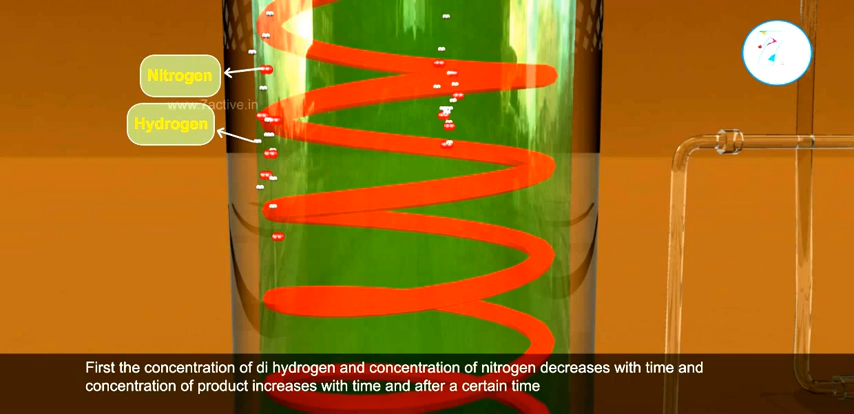 Nitrogen
www.7active.in
Hydrogen
First the concentration of di hydrogen and concentration of nitrogen decreases with time and
concentration of product increases with time and after a certain time